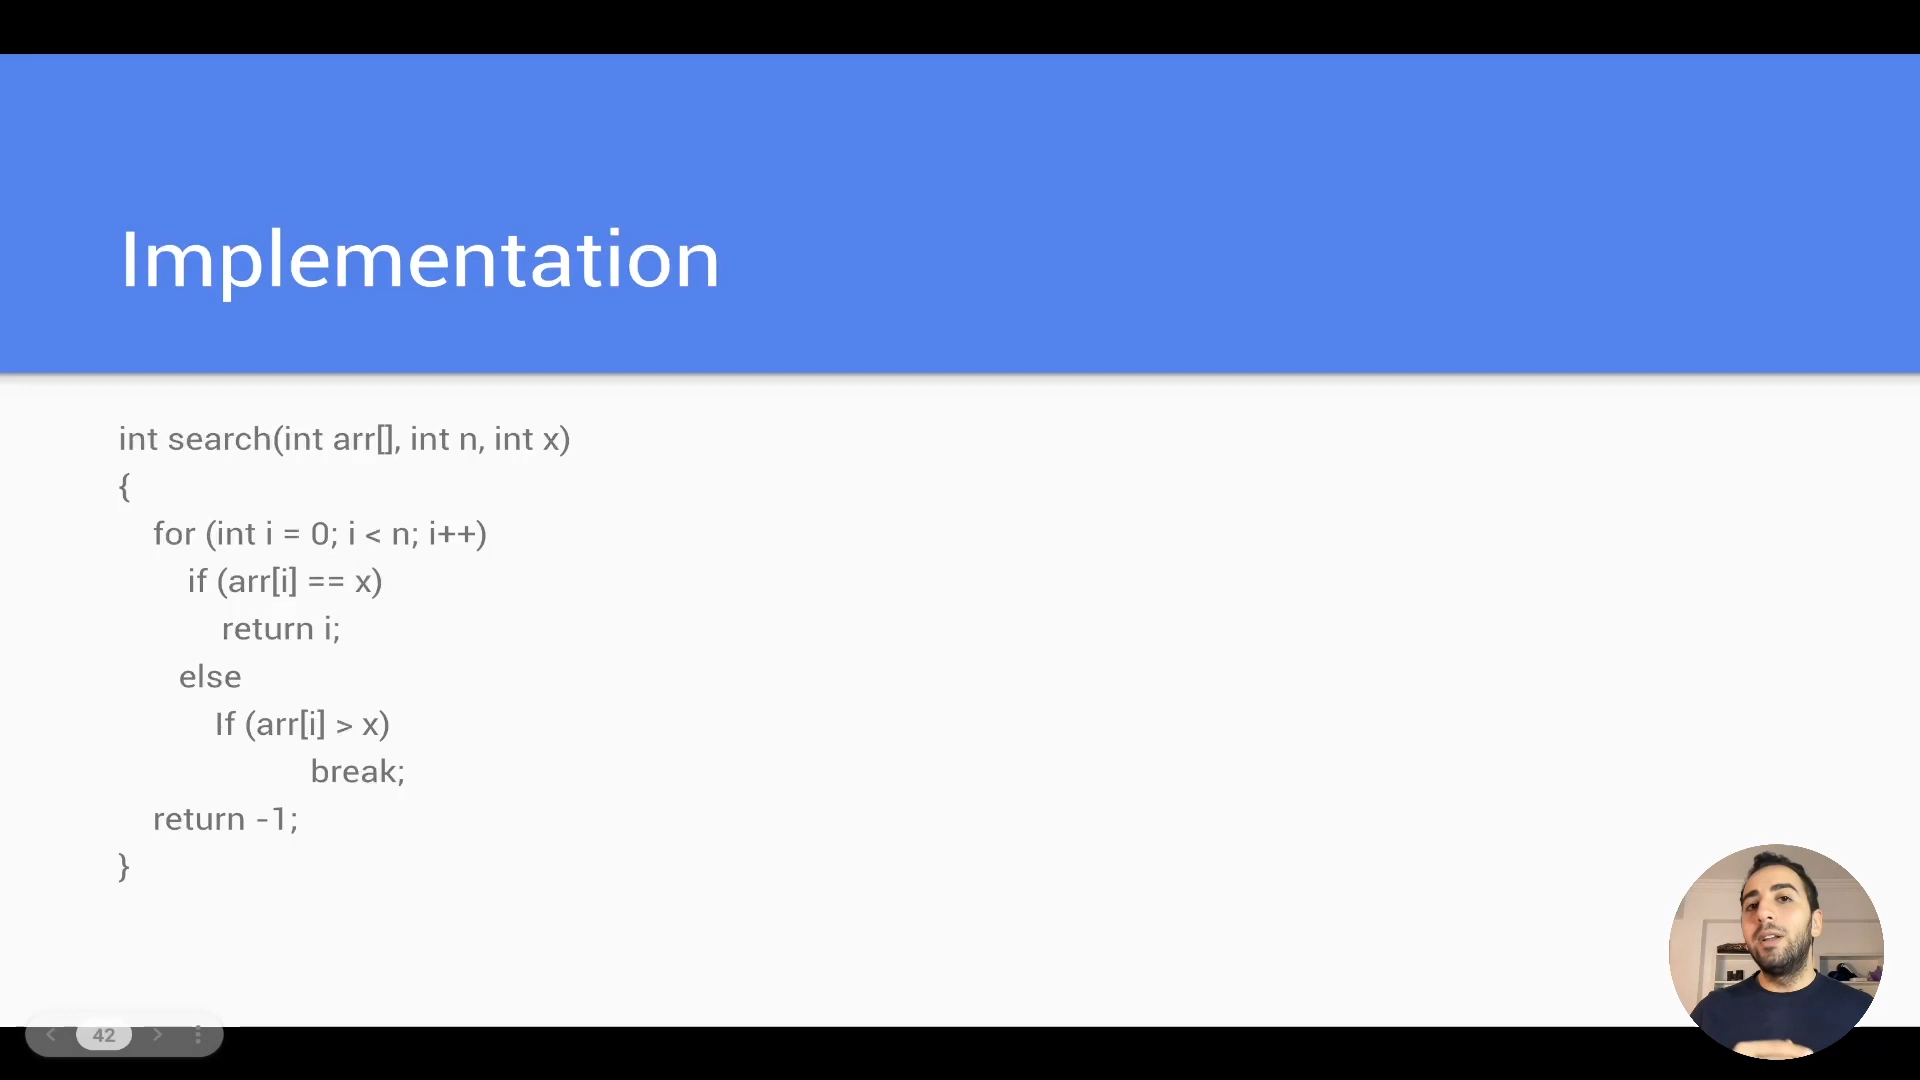 Implementation
int search(int arr[], int n, int x)
{
for (int i = 0; i < n; i++)
if (arr[i] == x)
return i;
else
If (arr[i] > x)
break;
return -1;
}
42